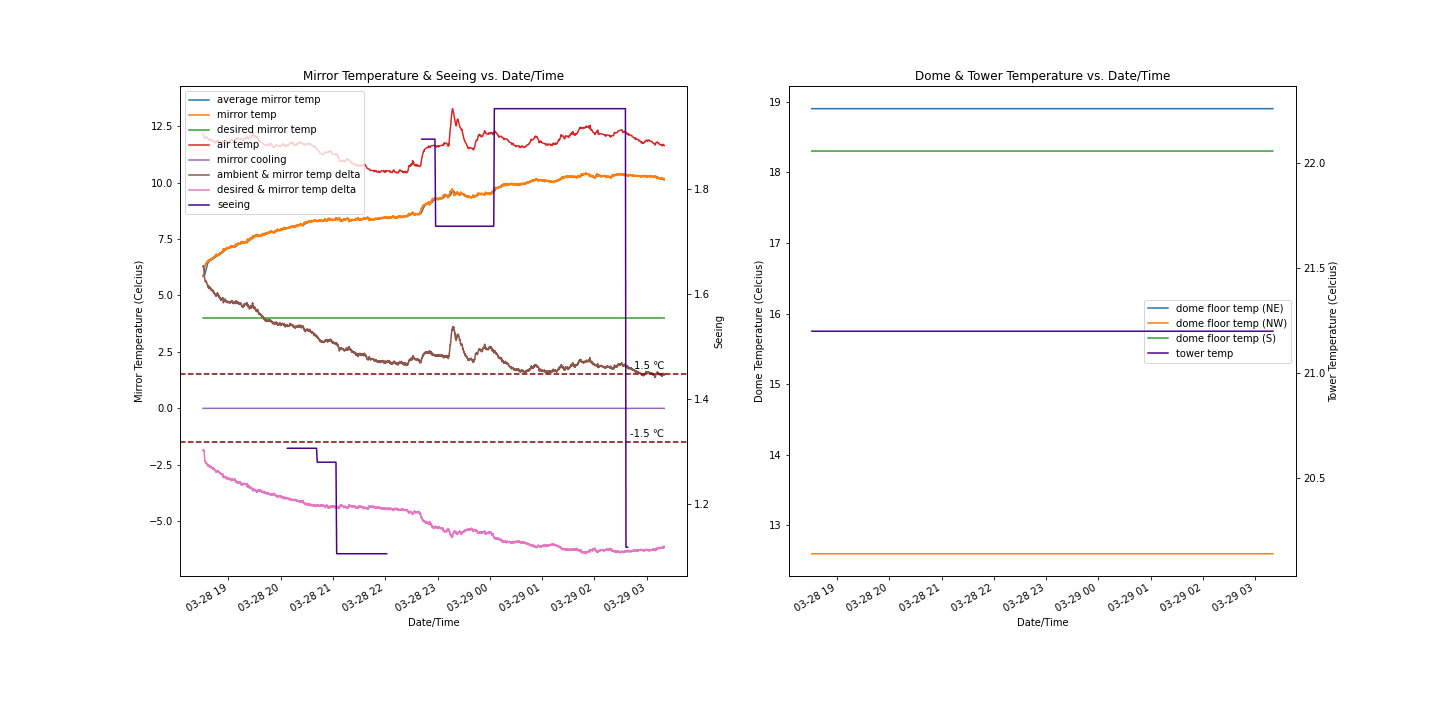 Mirror Temperature & Seeing vs. Date/Time
average mirror temp
mirror temp
desired mirror temp
air temp
mirror cooling
ambient & mirror temp delta
desired & mirror temp delta
seeing
12.5
10.0
7.5
5.0
2.5
0.0
−2.5
−5.0
Mirror Temperature (Celcius)
1.8
1.6
1.4
1.2
Seeing
1.5 °C
-1.5 °C
03-28 19
03-28 20
03-28 21
03-28 22
03-28 23
03-29 00
03-29 01
03-29 02
03-29 03
Date/Time
Dome & Tower Temperature vs. Date/Time
19
18
17
16
15
14
13
Dome Temperature (Celcius)
dome floor temp (NE)
dome floor temp (NW)
dome floor temp (S)
tower temp
22.0
21.5
21.0
20.5
Tower Temperature (Celcius)
03-28 19
03-28 20
03-28 21
03-28 22
03-28 23
03-29 00
03-29 01
03-29 02
03-29 03
Date/Time